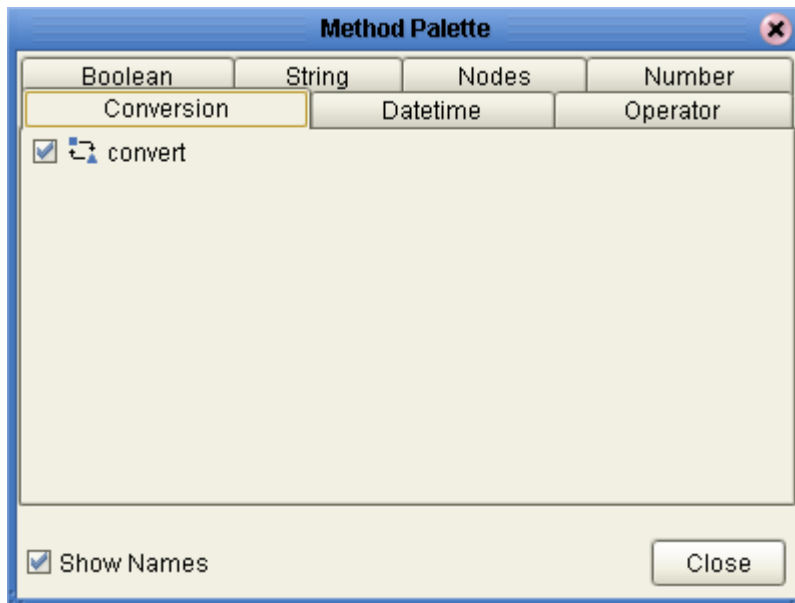 Method Palette
Boolean String Nodes Number
Conversion Datetime Operator
convert
Show Names Close